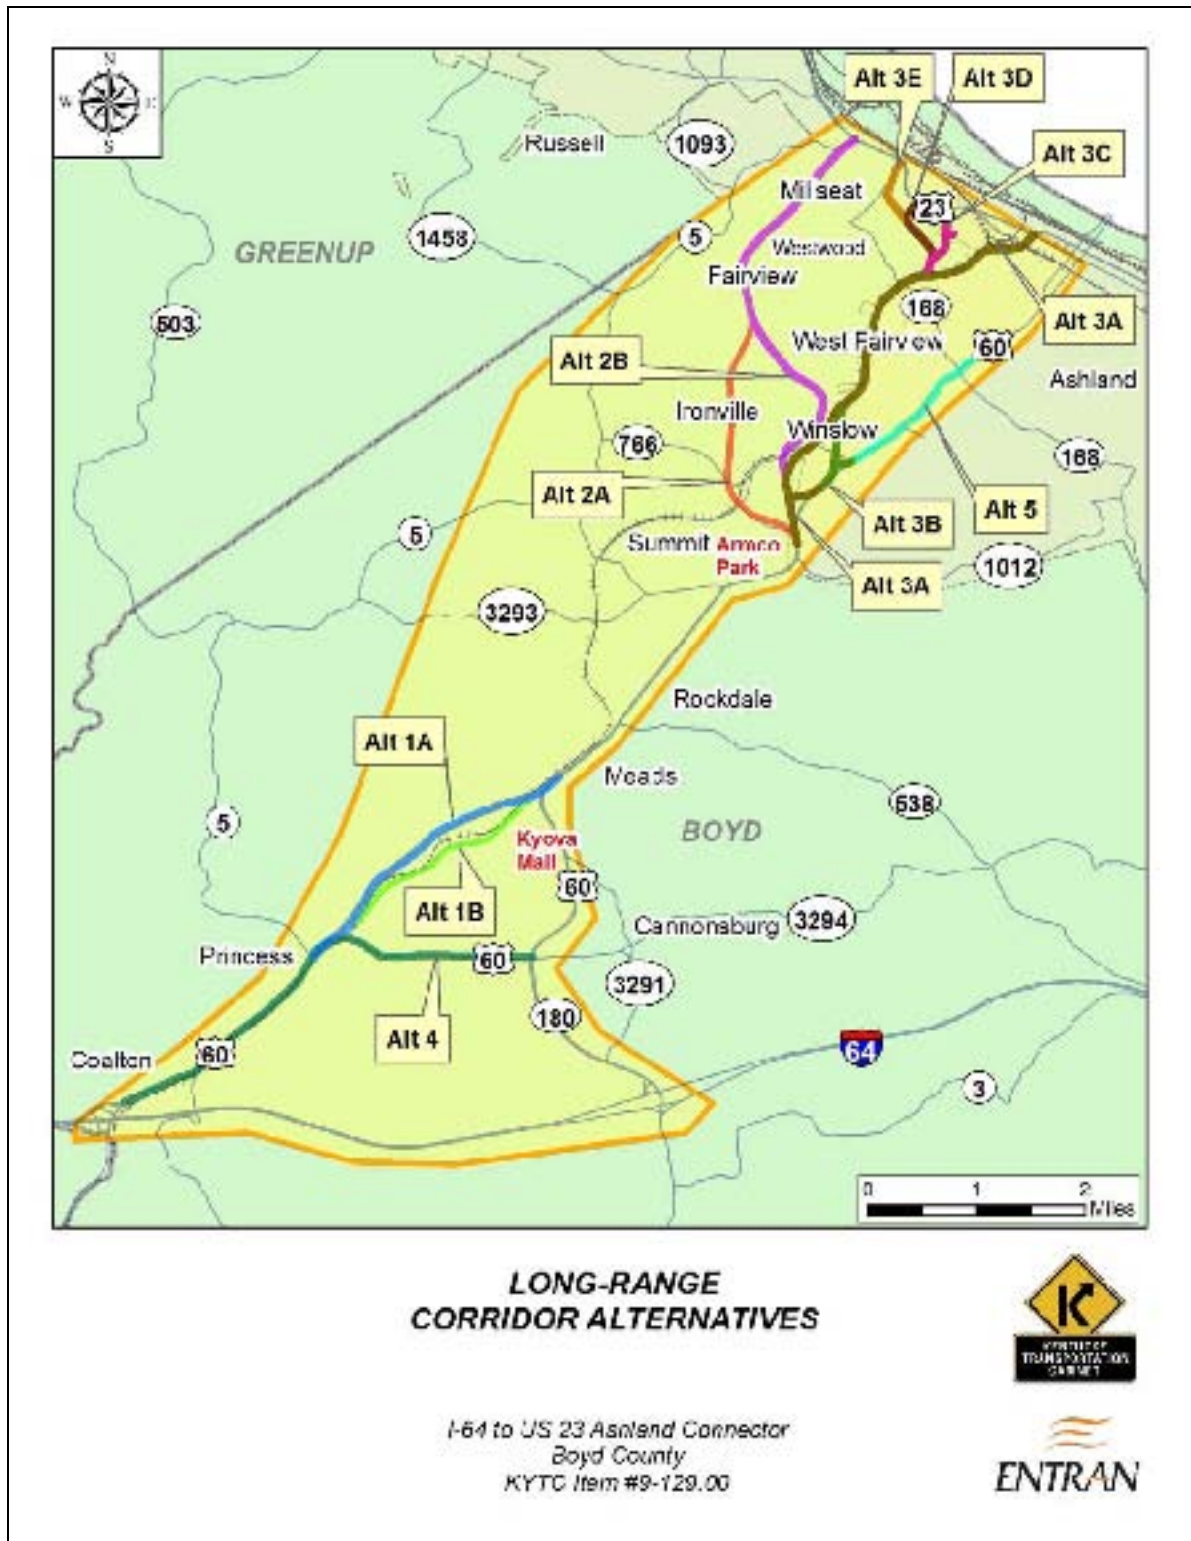 N
W
E
S
Alt 3E
Alt 3D
Russell
1093
Alt 3C
Millseat
23
GREENUP
1458
5
Westwood
Fairview
503
168
Alt 3A
West Fairview
60
Alt 2B
Ashland
Ironville
Winslow
766
168
Alt 2A
Alt 3B
Alt 5
5
Summit
Armco
Park
1012
Alt 3A
3293
Rockdale
Alt 1A
Meads
538
5
BOYD
Kyova
Mall
60
Alt 1B
Cannonsburg
3294
Princess
60
3291
180
Alt 4
Coalton
60
64
3
0
1
2
Miles
LONG-RANGE
CORRIDOR ALTERNATIVES
KENTUCKY
TRANSPORTATION
CABINET
I-64 to US 23 Ashland Connector
Boyd County
KYTC Item #9-129.00
ENTRAN